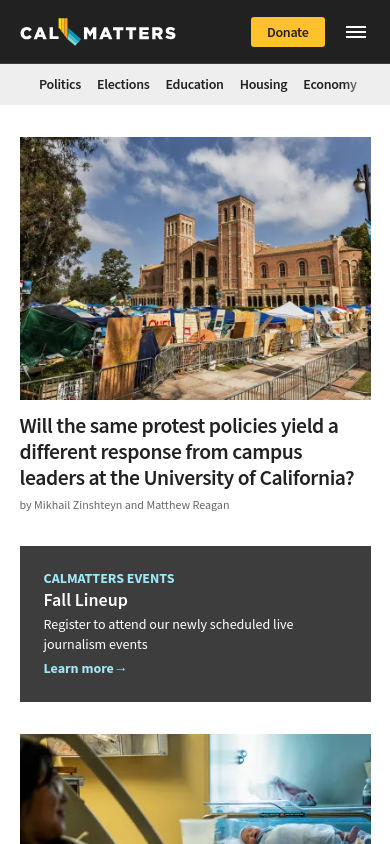 CAL MATTERS
Donate
Politics Elections Education Housing Economy
Will the same protest policies yield a
different response from campus
leaders at the University of California?
by Mikhail Zinshteyn and Matthew Reagan
CALMATTERS EVENTS
Fall Lineup
Register to attend our newly scheduled live
journalism events
Learn more→